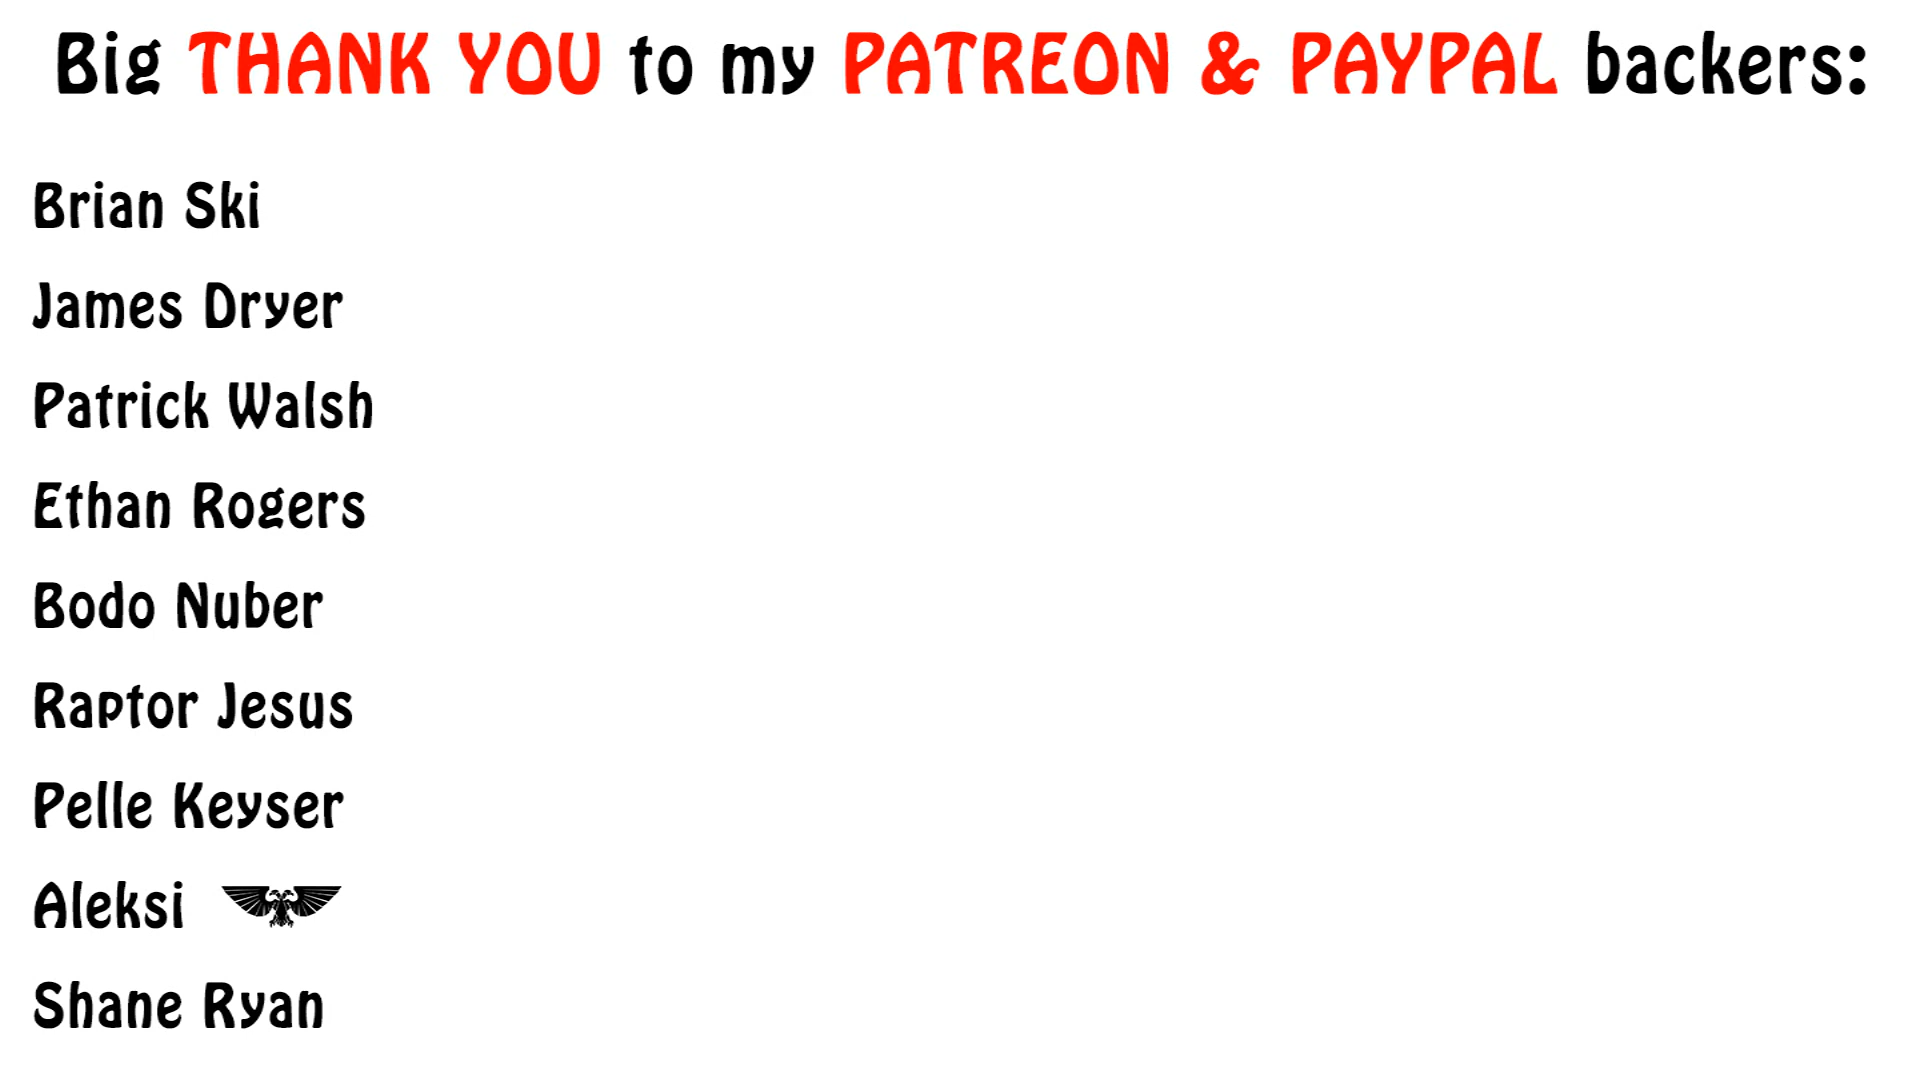 Big THANK YOU to my PATREON & PAYPAL backers:
Brian Ski
James Dryer
Patrick Walsh
Ethan Rogers
Bodo Nuber
Raptor Jesus
Pelle Keyser
Aleksi
Shane Ryan